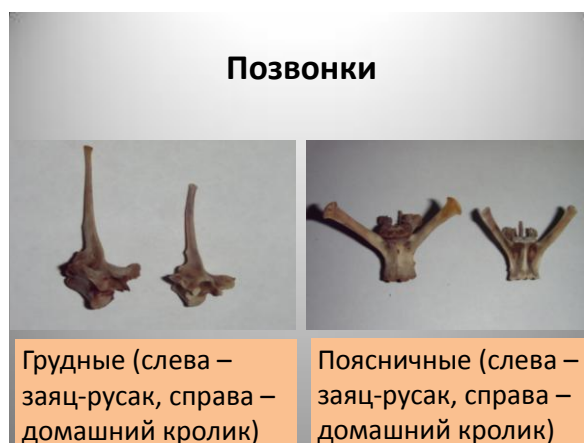 Позвонки
Грудные (слева –
заяц-русак, справа –
домашний кролик)
Поясничные (слева –
заяц-русак, справа –
домашний кролик)